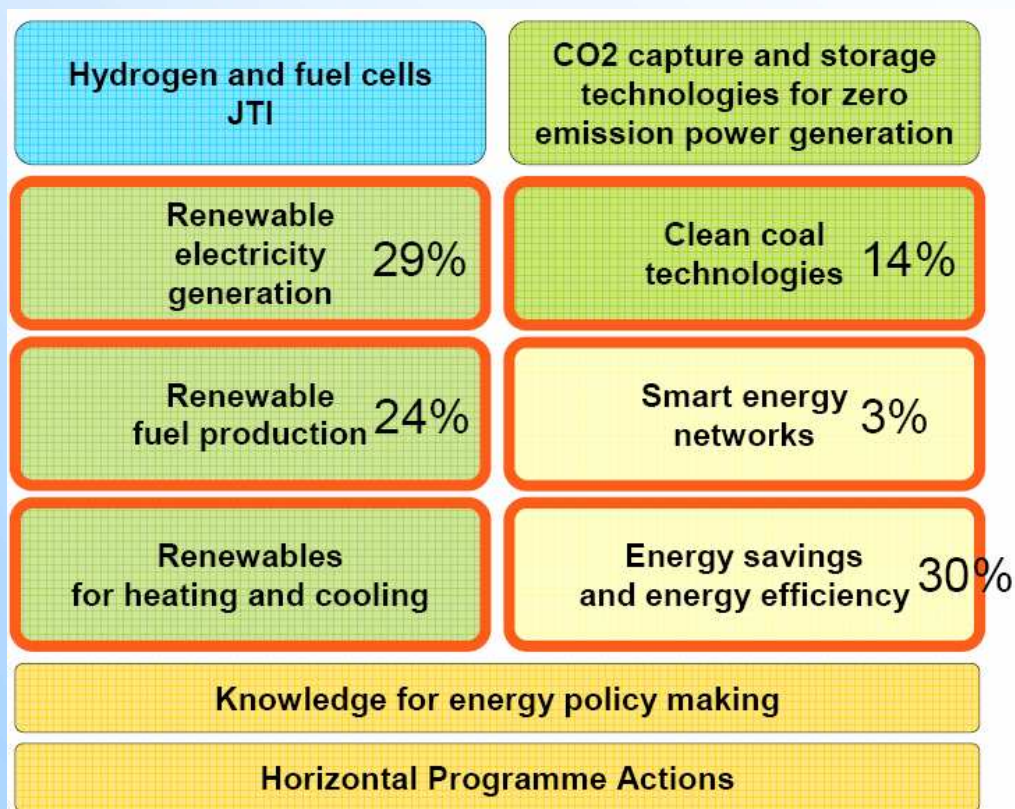 Hydrogen and fuel cells
JTI
CO2 capture and storage
technologies for zero
emission power generation
Renewable
electricity
generation
29%
Clean coal
technologies
14%
Renewable
fuel production
24%
Smart energy
networks
3%
Renewables
for heating and cooling
Energy savings
and energy efficiency
30%
Knowledge for energy policy making
Horizontal Programme Actions